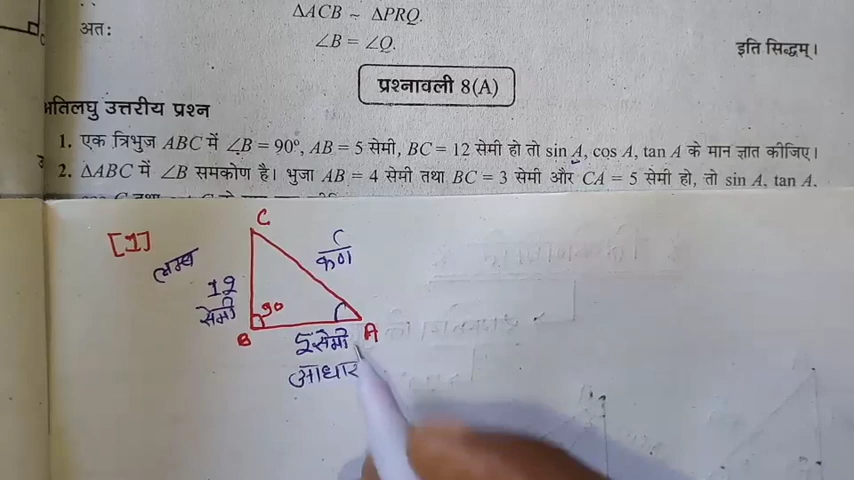 ΔACB ~ ΔPRQ.
अतः ∠B = ∠Q.
इति सिद्धम्।
प्रश्नावली 8(A)
अतिलघु उत्तरीय प्रश्न
1. एक त्रिभुज ABC में ∠B = 90°, AB = 5 सेमी, BC = 12 सेमी हो तो sin A, cos A, tan A के मान ज्ञात कीजिए।
2. ΔABC में ∠B समकोण है। भुजा AB = 4 सेमी तथा BC = 3 सेमी और CA = 5 सेमी हो, तो sin A, tan A,
[1]
C
लम्ब
कर्ण
12
सेमी
90
B
5सेमी
A
आधार